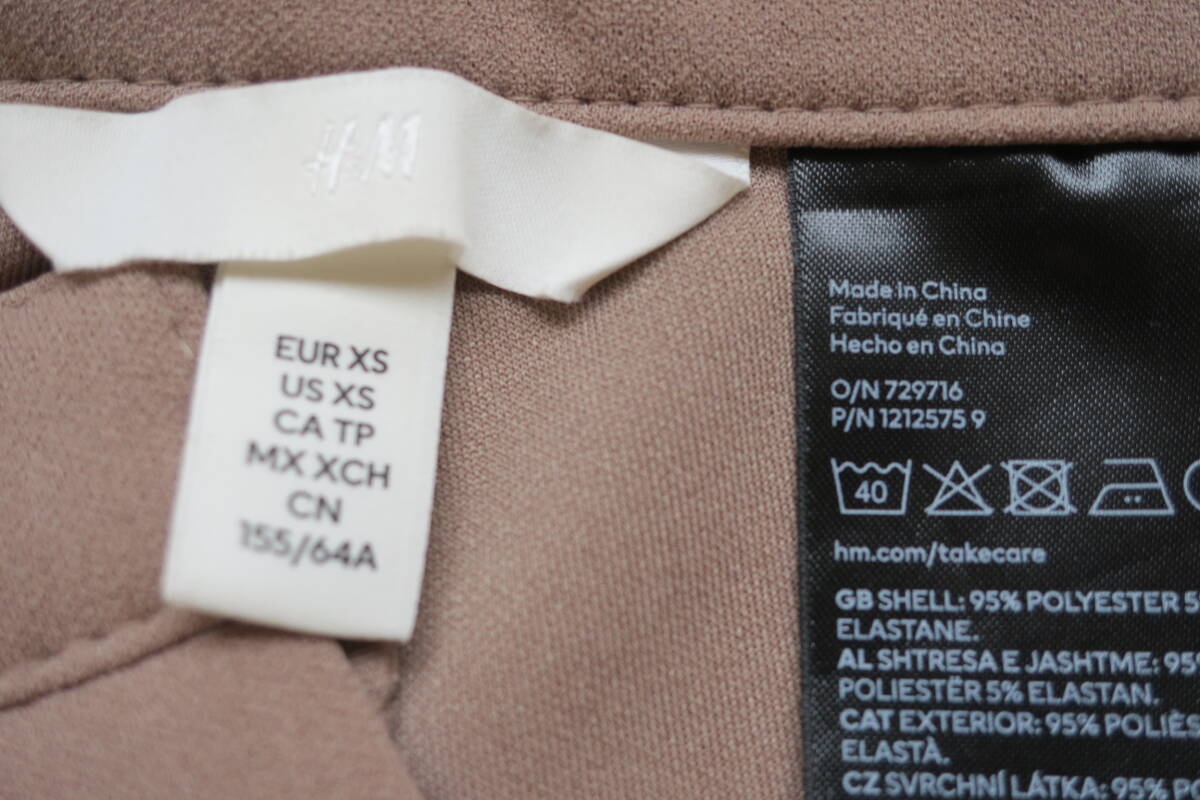 H&M
EUR XS
US XS
CA TP
MX XCH
CN
155/64A
Made in China
Fabriqué en Chine
Hecho en China
O/N 729716
P/N 1212575 9
40
hm.com/takecare
GB SHELL: 95% POLYESTER 5
ELASTANE.
AL SHTRESA E JASHTME: 95
POLIESTËR 5% ELASTAN.
CAT EXTERIOR: 95% POLIÈS
ELASTÀ.
CZ SVRCHNÍ LÁTKA: 95% PO